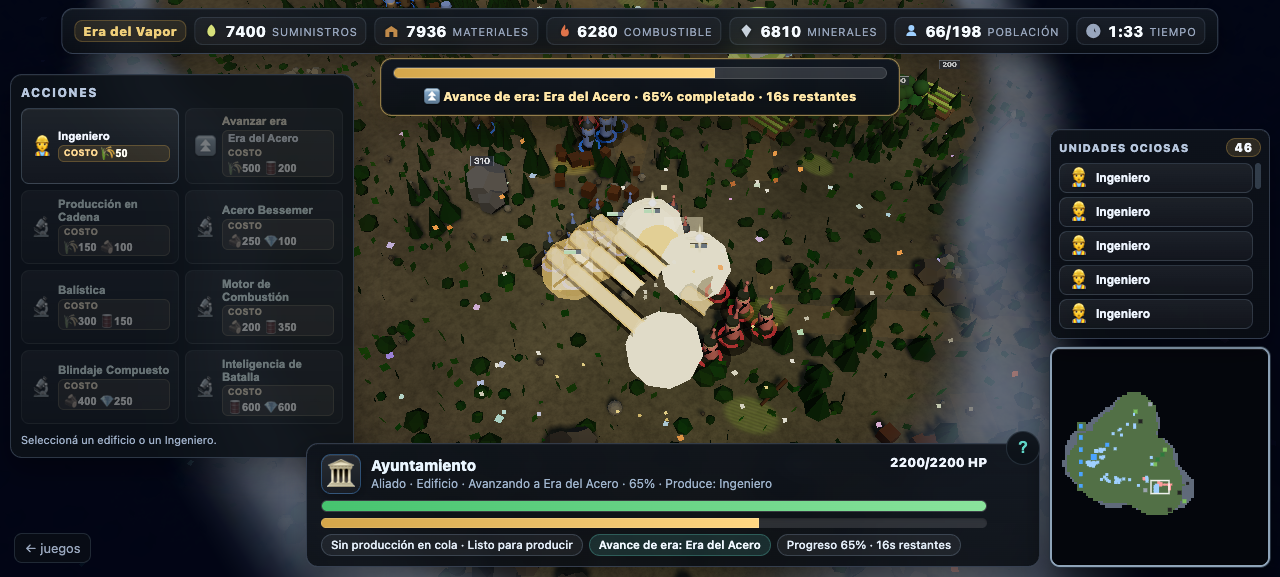 Era del Vapor
7400 SUMINISTROS
7936 MATERIALES
6280 COMBUSTIBLE
6810 MINERALES
66/198 POBLACIÓN
1:33 TIEMPO
Avance de era: Era del Acero · 65% completado · 16s restantes
200
310
ACCIONES
Ingeniero
COSTO 50
Avanzar era
Era del Acero
COSTO
500 200
Producción en
Cadena
COSTO
150 100
Acero Bessemer
COSTO
250 100
Balística
COSTO
300 150
Motor de
Combustión
COSTO
200 350
Blindaje Compuesto
COSTO
400 250
Inteligencia de
Batalla
COSTO
600 600
Seleccioná un edificio o un Ingeniero.
UNIDADES OCIOSAS 46
Ingeniero
Ingeniero
Ingeniero
Ingeniero
Ingeniero
?
Ayuntamiento
2200/2200 HP
Aliado · Edificio · Avanzando a Era del Acero · 65% · Produce: Ingeniero
Sin producción en cola · Listo para producir
Avance de era: Era del Acero
Progreso 65% · 16s restantes
← juegos